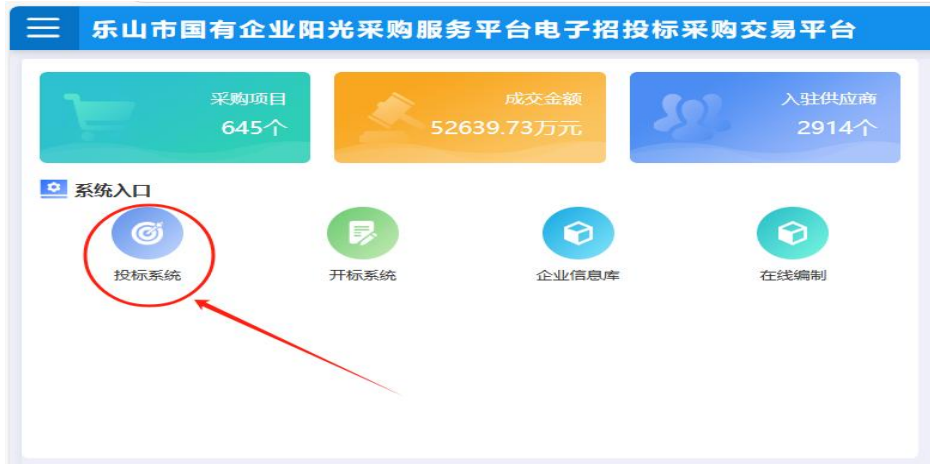 乐山市国有企业阳光采购服务平台电子招投标采购交易平台
采购项目
645个
成交金额
52639.73万元
入驻供应商
2914个
系统入口
投标系统
开标系统
企业信息库
在线编制